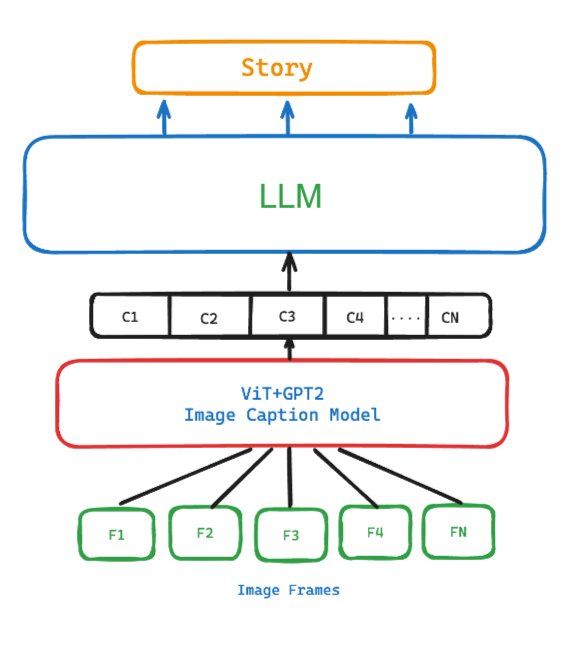 Story
LLM
C1 C2 C3 C4 .... CN
ViT+GPT2
Image Caption Model
F1 F2 F3 F4 FN
Image Frames